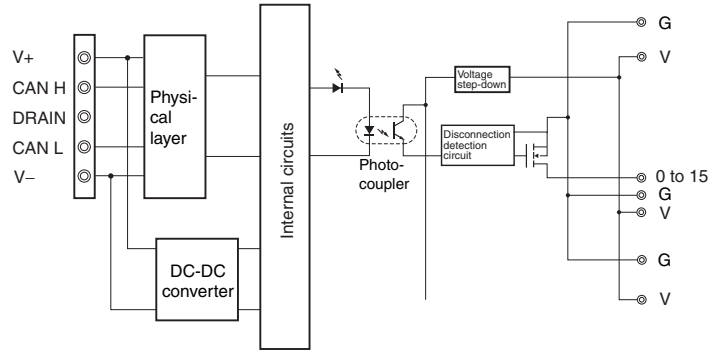 V+
CAN H
DRAIN
CAN L
V−
Physi-
cal
layer
DC-DC
converter
Internal circuits
Photo-
coupler
Voltage
step-down
Disconnection
detection
circuit
G
V
0 to 15
G
V
G
V